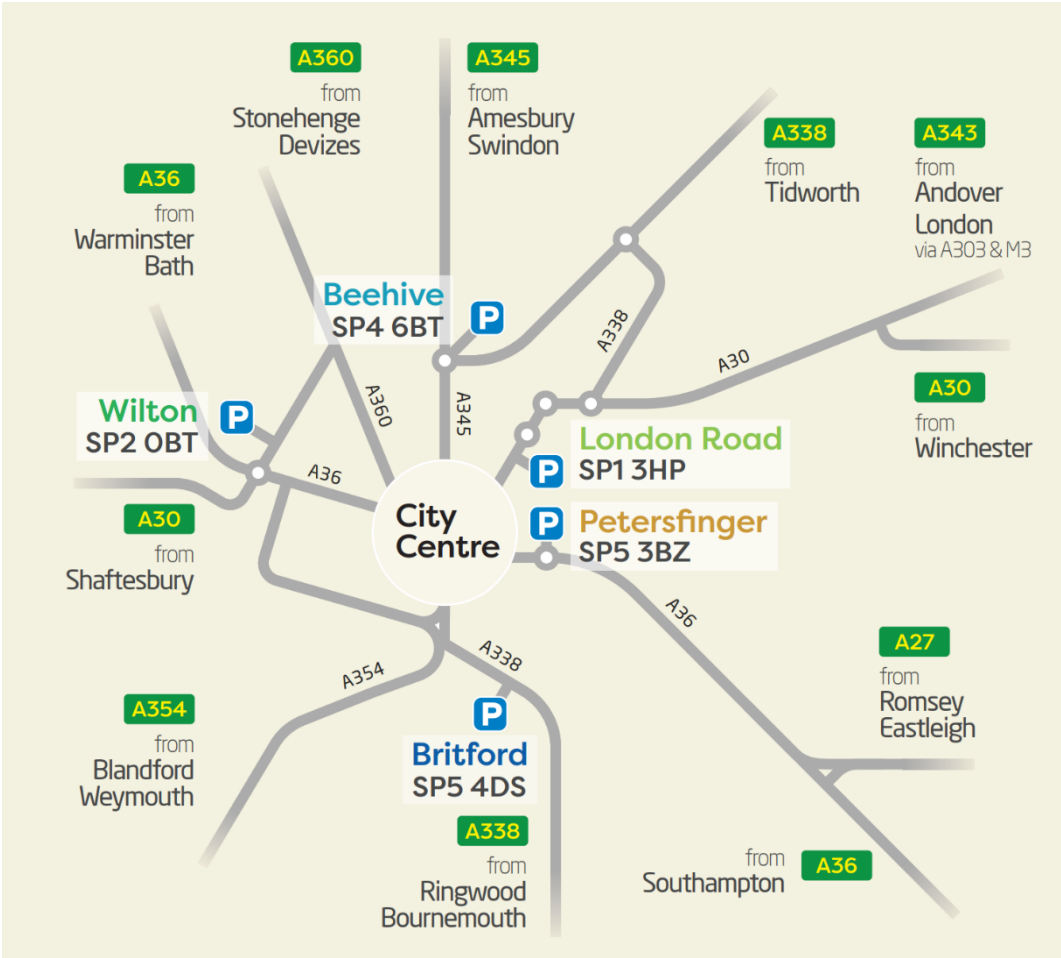 A360
from
Stonehenge
Devizes
A345
from
Amesbury
Swindon
A338
from
Tidworth
A343
from
Andover
London
via A303 & M3
A36
from
Warminster
Bath
Beehive
SP4 6BT
P
A338
A30
A360
A345
A30
from
Winchester
Wilton
SP2 0BT
P
London Road
SP1 3HP
P
A36
City
Centre
P
Petersfinger
SP5 3BZ
A30
from
Shaftesbury
A36
A27
from
Romsey
Eastleigh
A338
A354
A354
from
Blandford
Weymouth
P
Britford
SP5 4DS
A338
from
Ringwood
Bournemouth
from
Southampton
A36